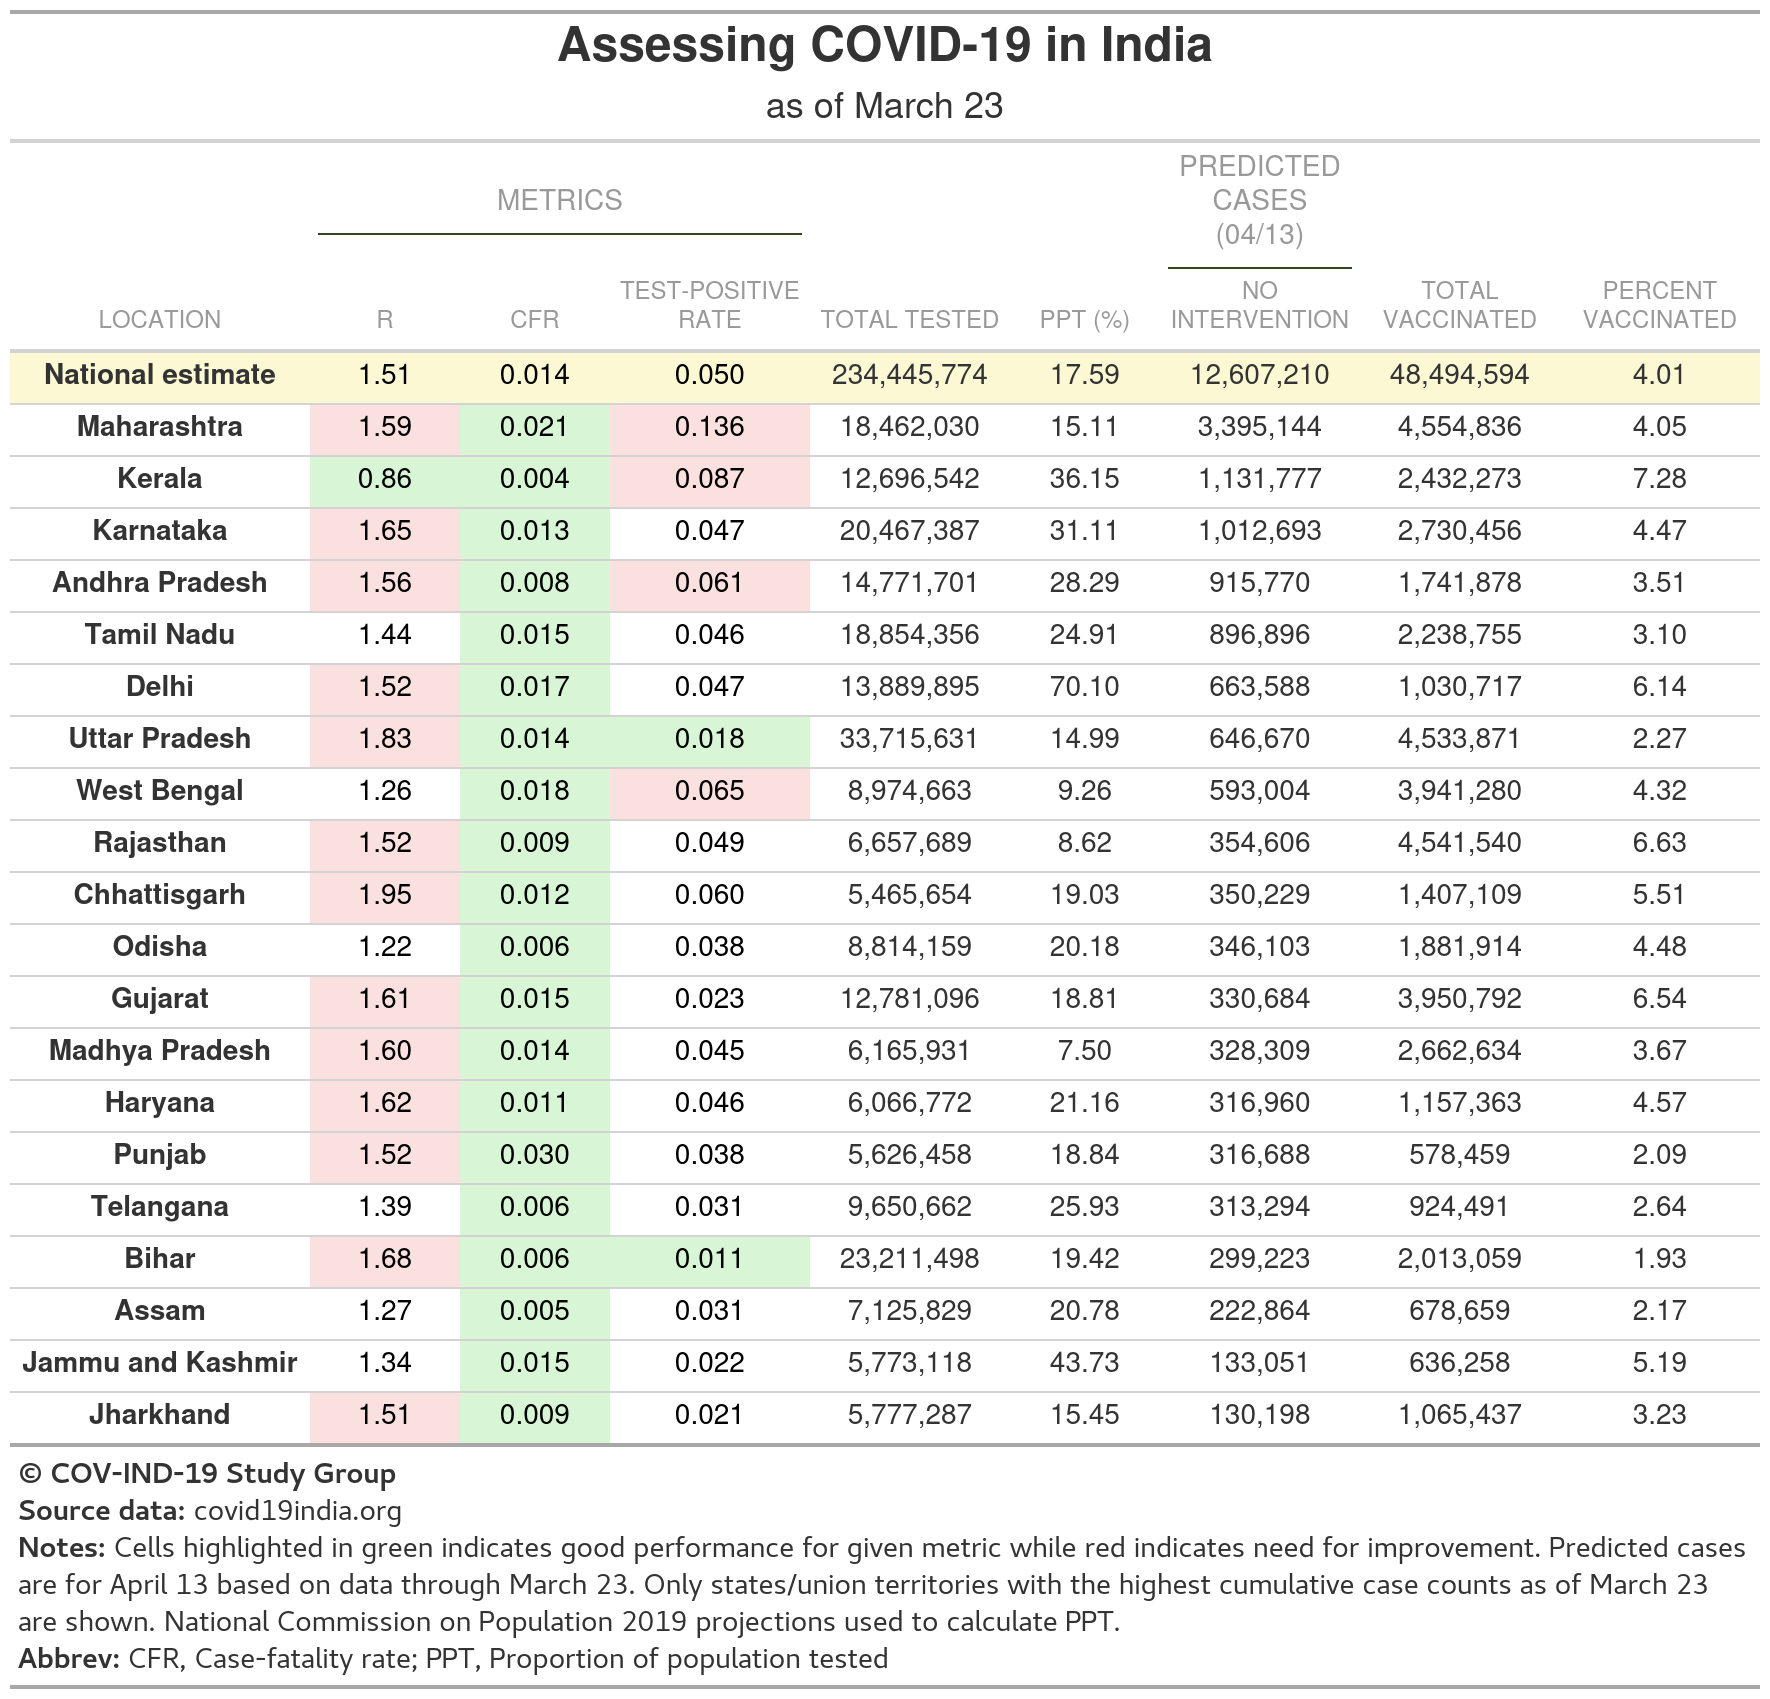 Assessing COVID-19 in India
as of March 23
METRICS
PREDICTED
CASES
(04/13)
LOCATION R CFR TEST-POSITIVE RATE TOTAL TESTED PPT (%) NO INTERVENTION TOTAL VACCINATED PERCENT VACCINATED
National estimate 1.51 0.014 0.050 234,445,774 17.59 12,607,210 48,494,594 4.01
Maharashtra 1.59 0.021 0.136 18,462,030 15.11 3,395,144 4,554,836 4.05
Kerala 0.86 0.004 0.087 12,696,542 36.15 1,131,777 2,432,273 7.28
Karnataka 1.65 0.013 0.047 20,467,387 31.11 1,012,693 2,730,456 4.47
Andhra Pradesh 1.56 0.008 0.061 14,771,701 28.29 915,770 1,741,878 3.51
Tamil Nadu 1.44 0.015 0.046 18,854,356 24.91 896,896 2,238,755 3.10
Delhi 1.52 0.017 0.047 13,889,895 70.10 663,588 1,030,717 6.14
Uttar Pradesh 1.83 0.014 0.018 33,715,631 14.99 646,670 4,533,871 2.27
West Bengal 1.26 0.018 0.065 8,974,663 9.26 593,004 3,941,280 4.32
Rajasthan 1.52 0.009 0.049 6,657,689 8.62 354,606 4,541,540 6.63
Chhattisgarh 1.95 0.012 0.060 5,465,654 19.03 350,229 1,407,109 5.51
Odisha 1.22 0.006 0.038 8,814,159 20.18 346,103 1,881,914 4.48
Gujarat 1.61 0.015 0.023 12,781,096 18.81 330,684 3,950,792 6.54
Madhya Pradesh 1.60 0.014 0.045 6,165,931 7.50 328,309 2,662,634 3.67
Haryana 1.62 0.011 0.046 6,066,772 21.16 316,960 1,157,363 4.57
Punjab 1.52 0.030 0.038 5,626,458 18.84 316,688 578,459 2.09
Telangana 1.39 0.006 0.031 9,650,662 25.93 313,294 924,491 2.64
Bihar 1.68 0.006 0.011 23,211,498 19.42 299,223 2,013,059 1.93
Assam 1.27 0.005 0.031 7,125,829 20.78 222,864 678,659 2.17
Jammu and Kashmir 1.34 0.015 0.022 5,773,118 43.73 133,051 636,258 5.19
Jharkhand 1.51 0.009 0.021 5,777,287 15.45 130,198 1,065,437 3.23
© COV-IND-19 Study Group
Source data: covid19india.org
Notes: Cells highlighted in green indicates good performance for given metric while red indicates need for improvement. Predicted cases
are for April 13 based on data through March 23. Only states/union territories with the highest cumulative case counts as of March 23
are shown. National Commission on Population 2019 projections used to calculate PPT.
Abbrev: CFR, Case-fatality rate; PPT, Proportion of population tested